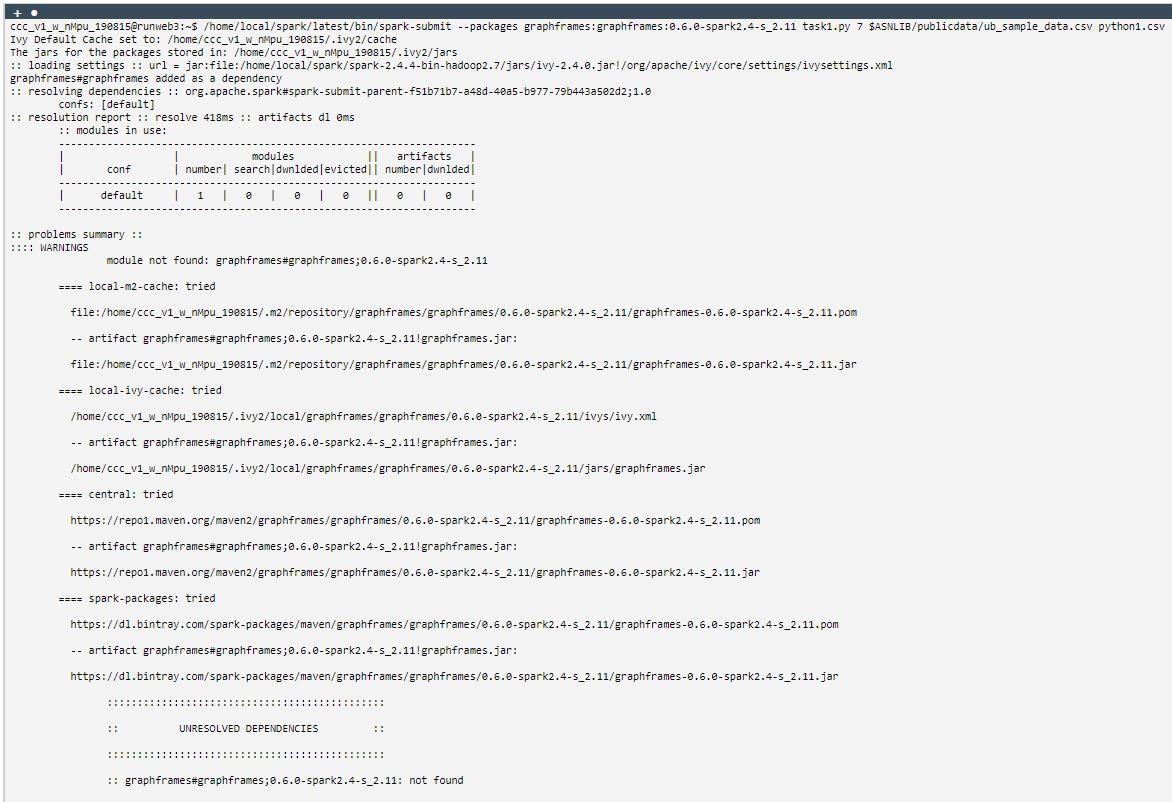 ccc_v1_w_nMpu_190815@runweb3:~$ /home/local/spark/latest/bin/spark-submit --packages graphframes:graphframes:0.6.0-spark2.4-s_2.11 task1.py 7 $ASNLIB/publicdata/ub_sample_data.csv python1.csv
Ivy Default Cache set to: /home/ccc_v1_w_nMpu_190815/.ivy2/cache
The jars for the packages stored in: /home/ccc_v1_w_nMpu_190815/.ivy2/jars
:: loading settings :: url = jar:file:/home/local/spark/spark-2.4.4-bin-hadoop2.7/jars/ivy-2.4.0.jar!/org/apache/ivy/core/settings/ivysettings.xml
graphframes#graphframes added as a dependency
:: resolving dependencies :: org.apache.spark#spark-submit-parent-f51b71b7-a48d-40a5-b977-79b443a502d2;1.0
confs: [default]
:: resolution report :: resolve 418ms :: artifacts dl 0ms
:: modules in use:
---------------------------------------------------------------------
| | modules || artifacts |
| conf | number| search|dwnlded|evicted|| number|dwnlded|
---------------------------------------------------------------------
| default | 1 | 0 | 0 | 0 || 0 | 0 |
---------------------------------------------------------------------
:: problems summary ::
:::: WARNINGS
module not found: graphframes#graphframes;0.6.0-spark2.4-s_2.11
==== local-m2-cache: tried
file:/home/ccc_v1_w_nMpu_190815/.m2/repository/graphframes/graphframes/0.6.0-spark2.4-s_2.11/graphframes-0.6.0-spark2.4-s_2.11.pom
-- artifact graphframes#graphframes;0.6.0-spark2.4-s_2.11!graphframes.jar:
file:/home/ccc_v1_w_nMpu_190815/.m2/repository/graphframes/graphframes/0.6.0-spark2.4-s_2.11/graphframes-0.6.0-spark2.4-s_2.11.jar
==== local-ivy-cache: tried
/home/ccc_v1_w_nMpu_190815/.ivy2/local/graphframes/graphframes/0.6.0-spark2.4-s_2.11/ivys/ivy.xml
-- artifact graphframes#graphframes;0.6.0-spark2.4-s_2.11!graphframes.jar:
/home/ccc_v1_w_nMpu_190815/.ivy2/local/graphframes/graphframes/0.6.0-spark2.4-s_2.11/jars/graphframes.jar
==== central: tried
https://repo1.maven.org/maven2/graphframes/graphframes/0.6.0-spark2.4-s_2.11/graphframes-0.6.0-spark2.4-s_2.11.pom
-- artifact graphframes#graphframes;0.6.0-spark2.4-s_2.11!graphframes.jar:
https://repo1.maven.org/maven2/graphframes/graphframes/0.6.0-spark2.4-s_2.11/graphframes-0.6.0-spark2.4-s_2.11.jar
==== spark-packages: tried
https://dl.bintray.com/spark-packages/maven/graphframes/graphframes/0.6.0-spark2.4-s_2.11/graphframes-0.6.0-spark2.4-s_2.11.pom
-- artifact graphframes#graphframes;0.6.0-spark2.4-s_2.11!graphframes.jar:
https://dl.bintray.com/spark-packages/maven/graphframes/graphframes/0.6.0-spark2.4-s_2.11/graphframes-0.6.0-spark2.4-s_2.11.jar
::::::::::::::::::::::::::::::::::::::::::::::
:: UNRESOLVED DEPENDENCIES ::
::::::::::::::::::::::::::::::::::::::::::::::
:: graphframes#graphframes;0.6.0-spark2.4-s_2.11: not found